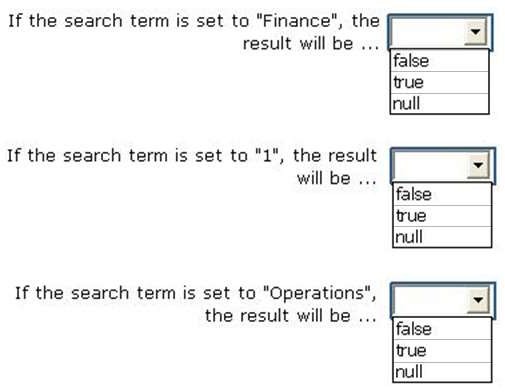 If the search term is set to "Finance", the
result will be ...
false
true
null
If the search term is set to "1", the result
will be ...
false
true
null
If the search term is set to "Operations",
the result will be ...
false
true
null